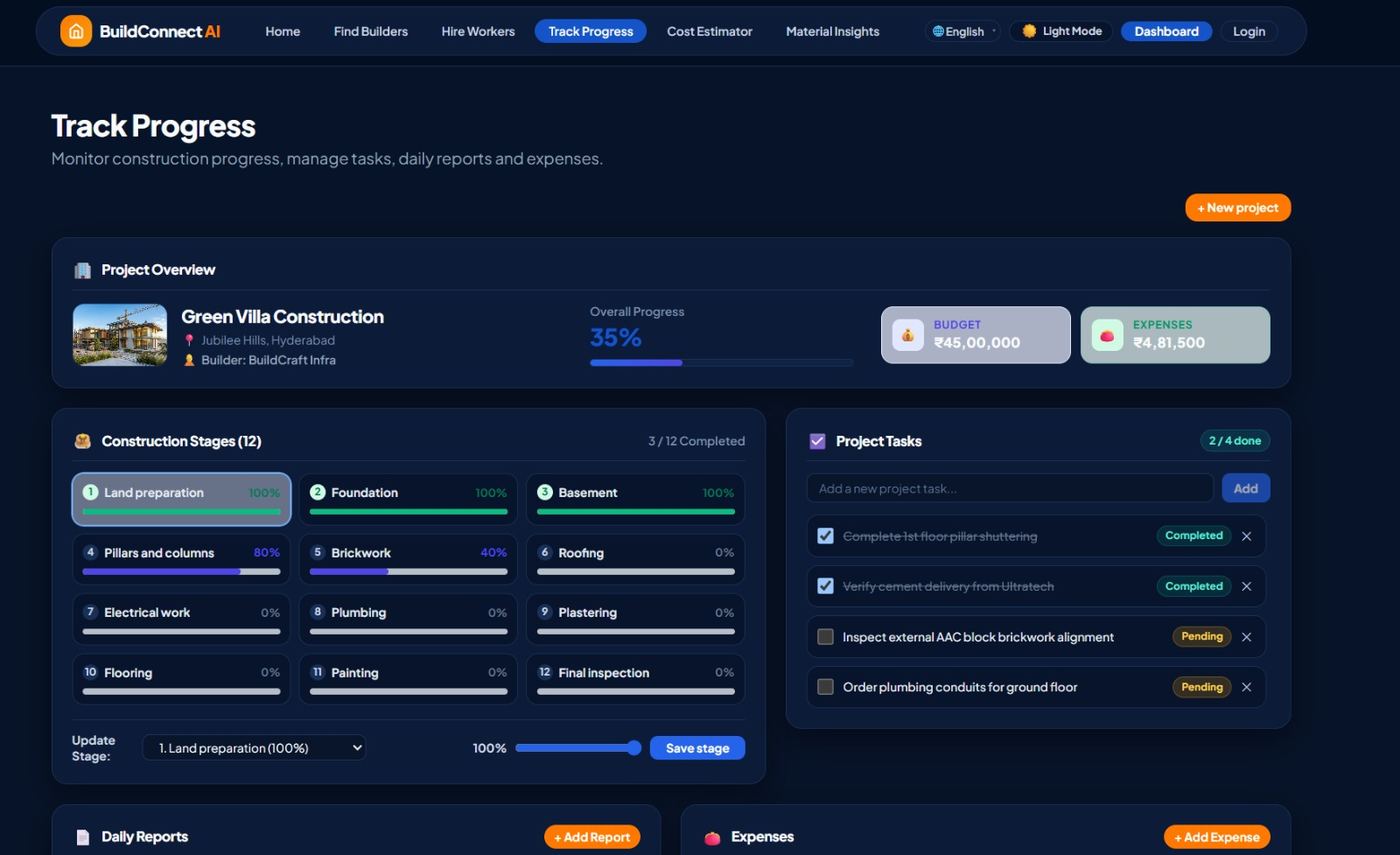 BuildConnect AI
Home
Find Builders
Hire Workers
Track Progress
Cost Estimator
Material Insights
English
Light Mode
Dashboard
Login
Track Progress
Monitor construction progress, manage tasks, daily reports and expenses.
+ New project
Project Overview
Green Villa Construction
Jubilee Hills, Hyderabad
Builder: BuildCraft Infra
Overall Progress
35%
BUDGET
₹45,00,000
EXPENSES
₹4,81,500
Construction Stages (12)
3 / 12 Completed
1 Land preparation 100%
2 Foundation 100%
3 Basement 100%
4 Pillars and columns 80%
5 Brickwork 40%
6 Roofing 0%
7 Electrical work 0%
8 Plumbing 0%
9 Plastering 0%
10 Flooring 0%
11 Painting 0%
12 Final inspection 0%
Update
Stage:
1. Land preparation (100%)
100%
Save stage
Project Tasks
2 / 4 done
Add a new project task...
Add
Complete 1st floor pillar shuttering
Completed
Verify cement delivery from Ultratech
Completed
Inspect external AAC block brickwork alignment
Pending
Order plumbing conduits for ground floor
Pending
Daily Reports
+ Add Report
Expenses
+ Add Expense